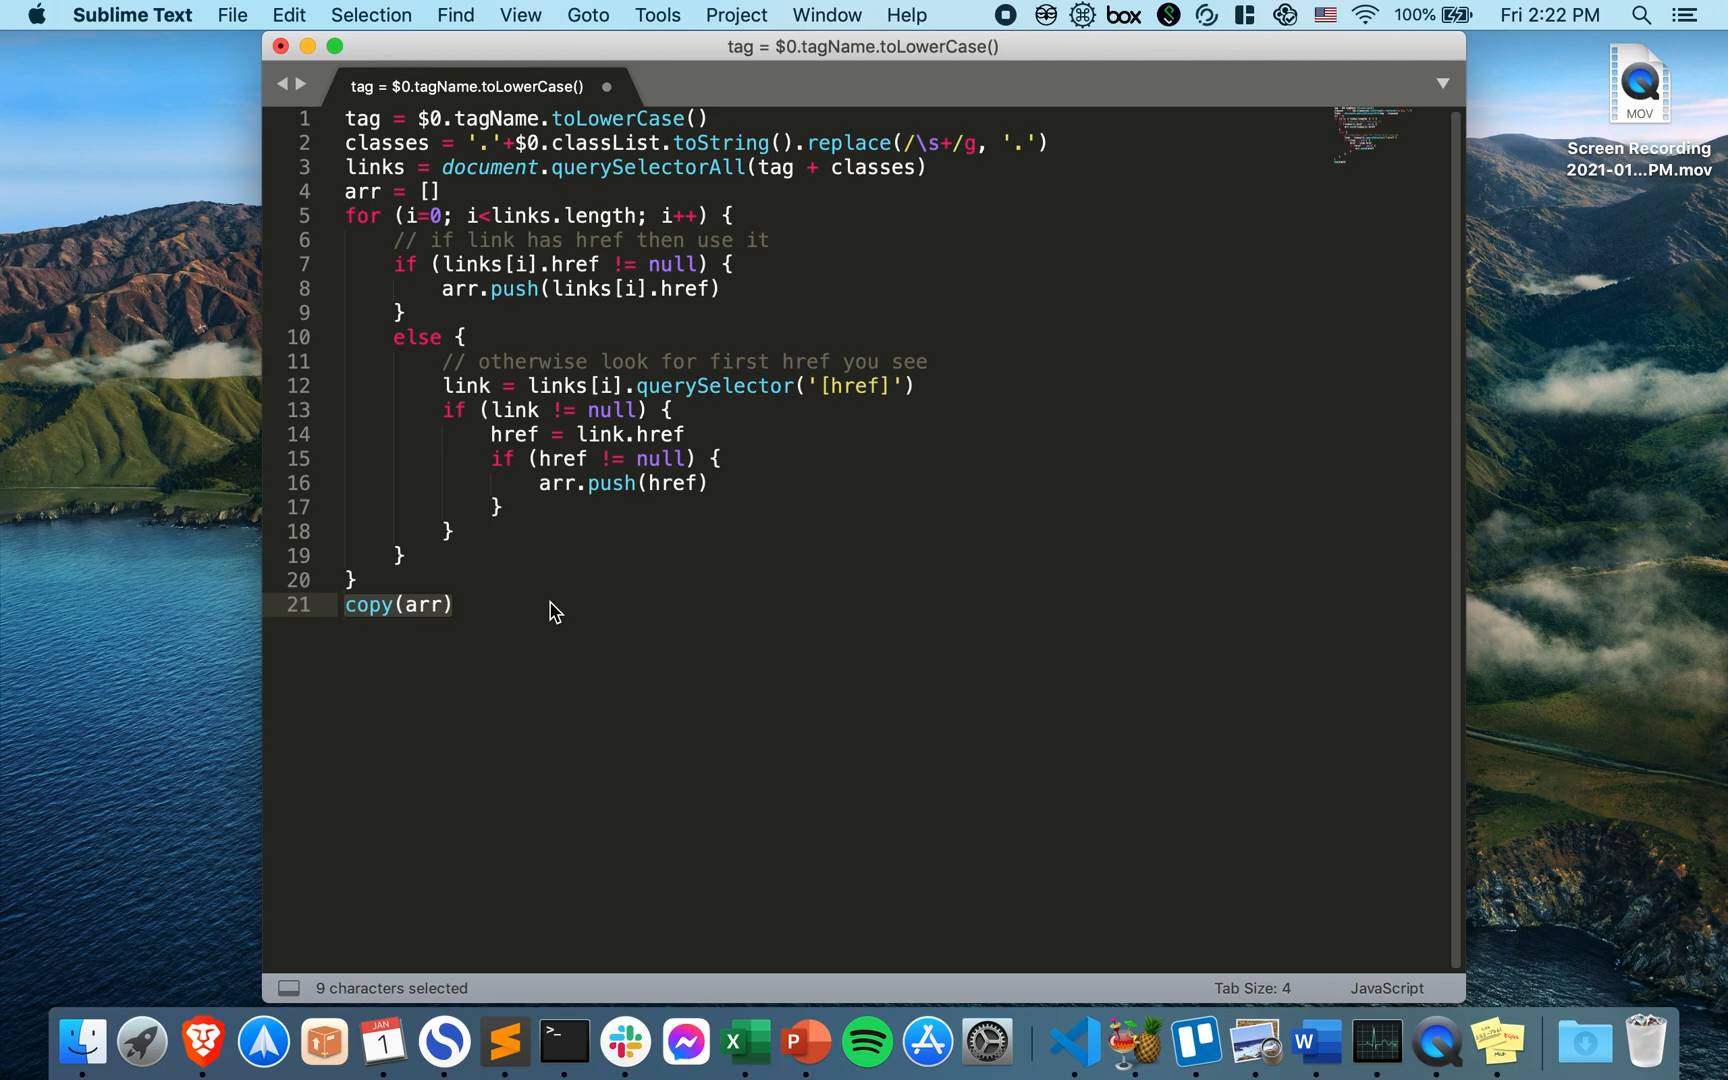 Sublime Text File Edit Selection Find View Goto Tools Project Window Help box 100% Fri 2:22 PM
tag = $0.tagName.toLowerCase()
tag = $0.tagName.toLowerCase()
1 tag = $0.tagName.toLowerCase()
2 classes = '.'+$0.classList.toString().replace(/\s+/g, '.')
3 links = document.querySelectorAll(tag + classes)
4 arr = []
5 for (i=0; i<links.length; i++) {
6 // if link has href then use it
7 if (links[i].href != null) {
8 arr.push(links[i].href)
9 }
10 else {
11 // otherwise look for first href you see
12 link = links[i].querySelector('[href]')
13 if (link != null) {
14 href = link.href
15 if (href != null) {
16 arr.push(href)
17 }
18 }
19 }
20 }
21 copy(arr)
9 characters selected Tab Size: 4 JavaScript
MOV
Screen Recording
2021-01...PM.mov
JAN
1